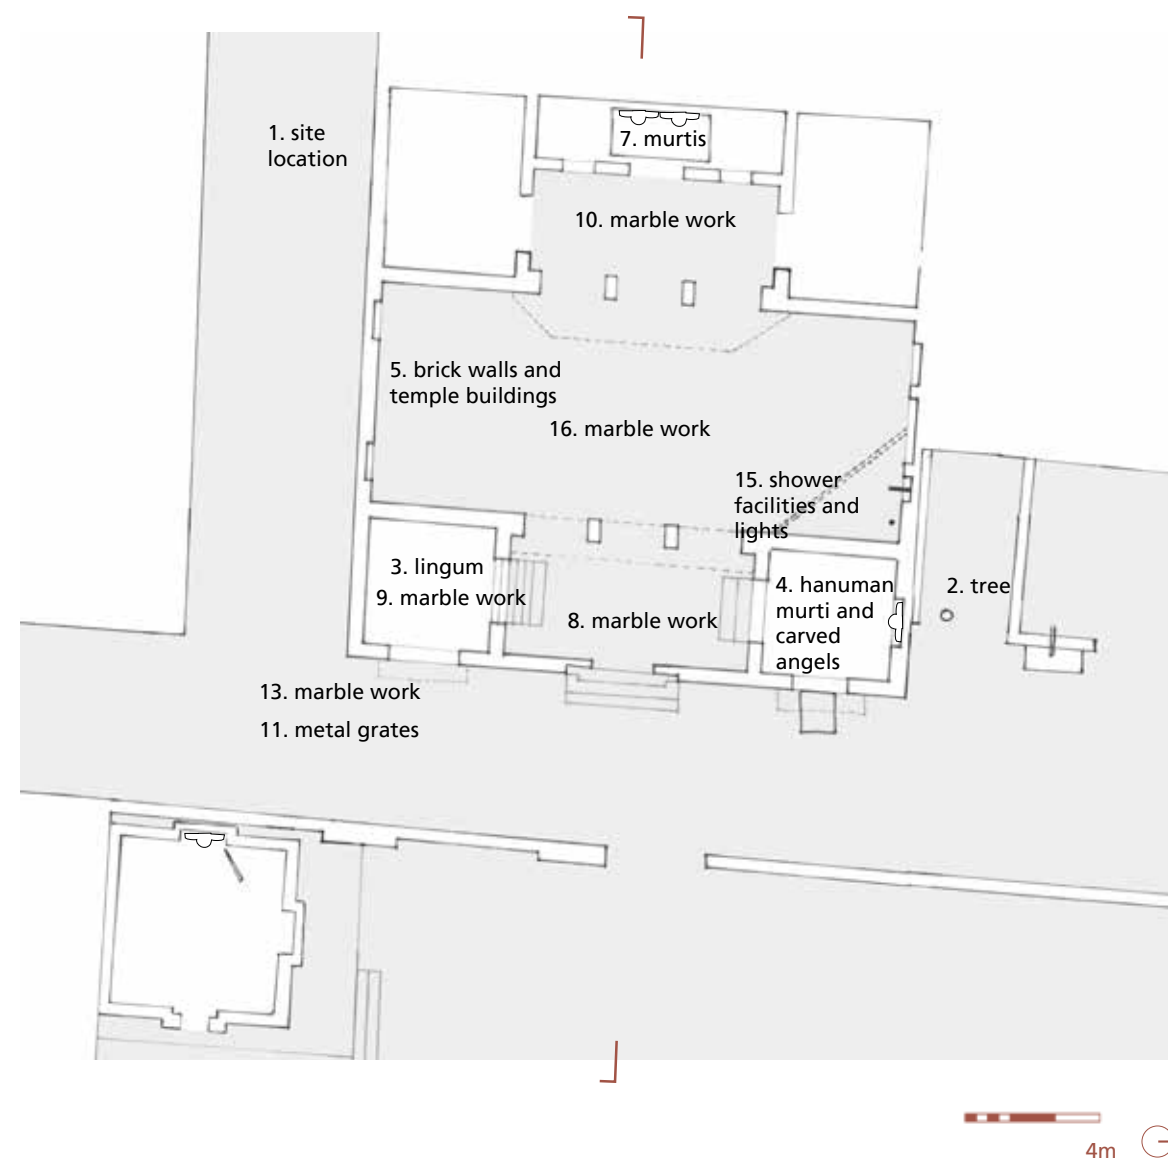 1. site
location
7. murtis
10. marble work
5. brick walls and
temple buildings
16. marble work
15. shower
facilities and
lights
3. lingum
9. marble work
8. marble work
4. hanuman
murti and
carved
angels
2. tree
13. marble work
11. metal grates
4m